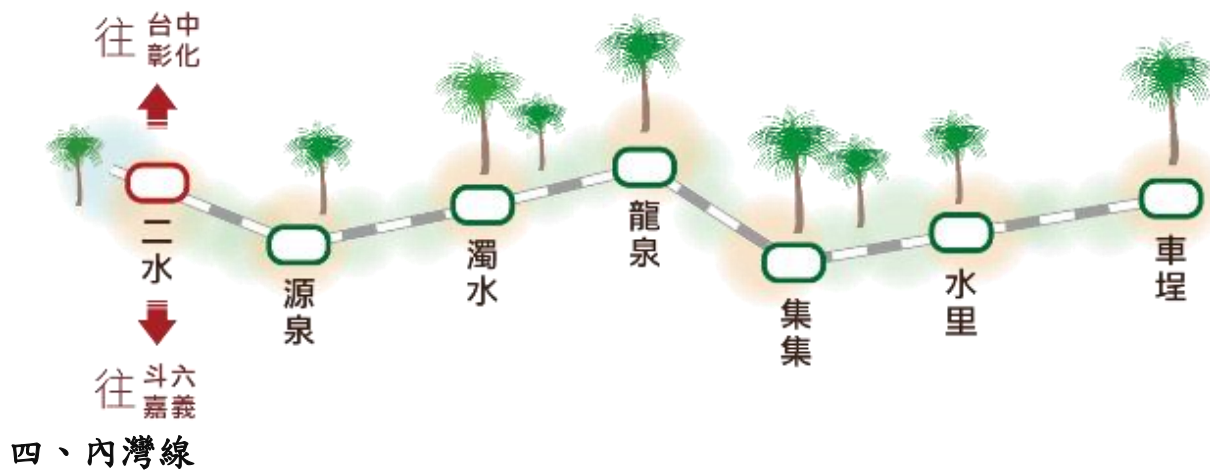 往 台中
彰化
二水
源泉
濁水
龍泉
集集
水里
車埕
往 斗六
嘉義
四、內灣線